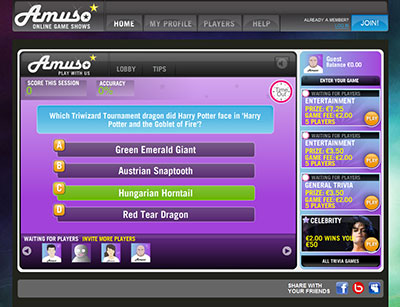 Amuso
ONLINE GAME SHOWS
HOME
MY PROFILE
PLAYERS
HELP
ALREADY A MEMBER?
LOG IN
JOIN!
Amuso
PLAY WITH US
LOBBY
TIPS
SCORE THIS SESSION
0
ACCURACY
0%
Time Out
Which Triwizard Tournament dragon did Harry Potter face in 'Harry
Potter and the Goblet of Fire'?
A
Green Emerald Giant
B
Austrian Snaptooth
C
Hungarian Horntail
D
Red Tear Dragon
WAITING FOR PLAYERS
INVITE MORE PLAYERS
Guest
Balance €0.00
ENTER YOUR GAME
WAITING FOR PLAYERS
ENTERTAINMENT
PRIZE: €7,25
GAME FEE: €2.00
5 PLAYERS
PLAY
WAITING FOR PLAYERS
ENTERTAINMENT
PRIZE: €3.50
GAME FEE: €2.00
5 PLAYERS
PLAY
WAITING FOR PLAYERS
GENERAL TRIVIA
PRIZE: €3.50
GAME FEE: €2.00
5 PLAYERS
PLAY
CELEBRITY
€2.00 WINS YOU
€50
PLAY
ALL TRIVIA GAMES
SHARE WITH
YOUR FRIENDS